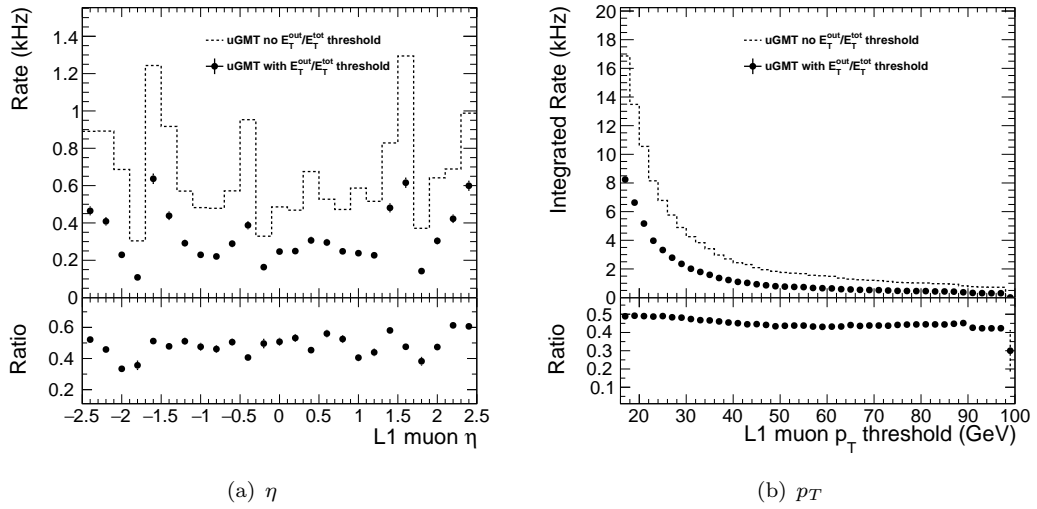 Rate (kHz)
1.4
1.2
1
0.8
0.6
0.4
0.2
0
uGMT no E_T^out/E_T^tot threshold
uGMT with E_T^out/E_T^tot threshold
Ratio
0.6
0.4
0.2
−2.5 −2 −1.5 −1 −0.5 0 0.5 1 1.5 2 2.5
L1 muon η
(a) η
Integrated Rate (kHz)
20
18
16
14
12
10
8
6
4
2
0
uGMT no E_T^out/E_T^tot threshold
uGMT with E_T^out/E_T^tot threshold
Ratio
0.5
0.4
0.3
0.2
0.1
20 30 40 50 60 70 80 90 100
L1 muon p_T threshold (GeV)
(b) p_T